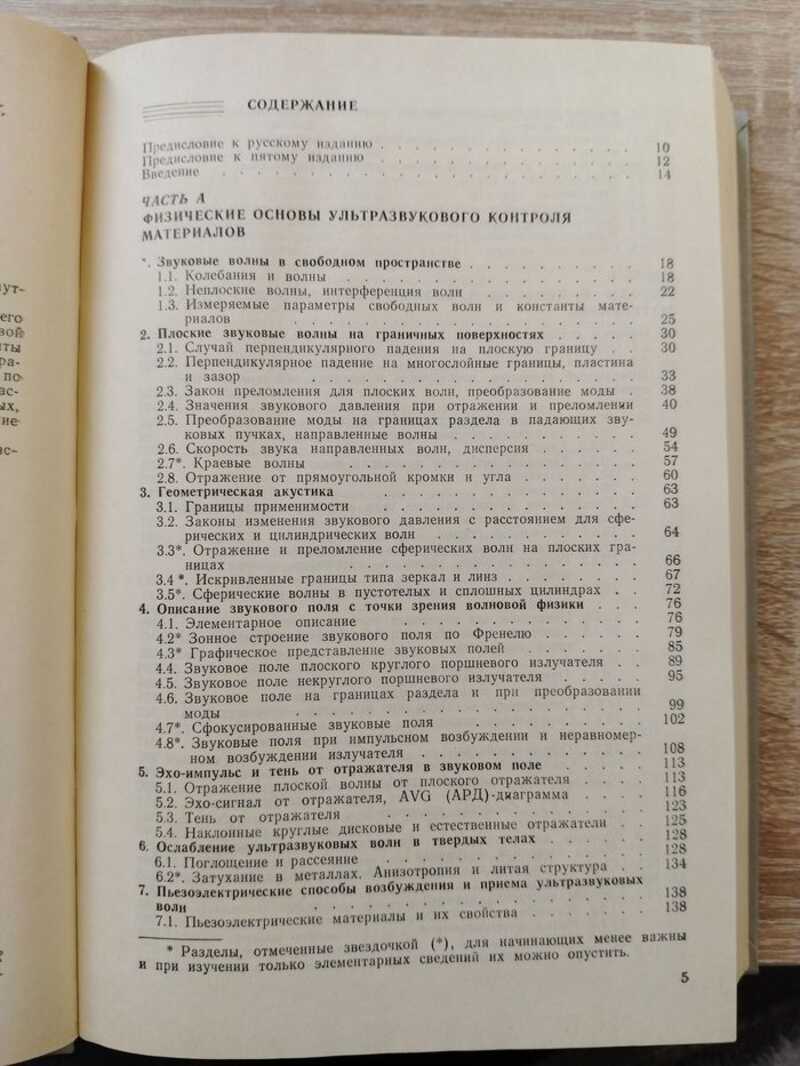 СОДЕРЖАНИЕ
Предисловие к русскому изданию . . . 10
Предисловие к пятому изданию . . . 12
Введение . . . 14
ЧАСТЬ А
ФИЗИЧЕСКИЕ ОСНОВЫ УЛЬТРАЗВУКОВОГО КОНТРОЛЯ
МАТЕРИАЛОВ
Звуковые волны в свободном пространстве . . . 18
1.1. Колебания и волны . . . 18
1.2. Неплоские волны, интерференция волн . . . 22
1.3. Измеряемые параметры свободных волн и константы мате-
риалов . . . 25
2. Плоские звуковые волны на граничных поверхностях . . . 30
2.1. Случай перпендикулярного падения на плоскую границу . . 30
2.2. Перпендикулярное падение на многослойные границы, пластина
и зазор . . . 33
2.3. Закон преломления для плоских волн, преобразование моды . 38
2.4. Значения звукового давления при отражении и преломлении 40
2.5. Преобразование моды на границах раздела в падающих зву-
ковых пучках, направленные волны . . . 49
2.6. Скорость звука направленных волн, дисперсия . . . 54
2.7*. Краевые волны . . . 57
2.8. Отражение от прямоугольной кромки и угла . . . 60
3. Геометрическая акустика . . . 63
3.1. Границы применимости . . . 63
3.2. Законы изменения звукового давления с расстоянием для сфе-
рических и цилиндрических волн . . . 64
3.3*. Отражение и преломление сферических волн на плоских гра-
ницах . . . 66
3.4 *. Искривленные границы типа зеркал и линз . . . 67
3.5*. Сферические волны в пустотелых и сплошных цилиндрах . . 72
4. Описание звукового поля с точки зрения волновой физики . . . 76
4.1. Элементарное описание . . . 76
4.2* Зонное строение звукового поля по Френелю . . . 79
4.3* Графическое представление звуковых полей . . . 85
4.4. Звуковое поле плоского круглого поршневого излучателя . . 89
4.5. Звуковое поле некруглого поршневого излучателя . . . 95
4.6. Звуковое поле на границах раздела и при преобразовании
моды . . . 99
4.7*. Сфокусированные звуковые поля . . . 102
4.8*. Звуковые поля при импульсном возбуждении и неравномер-
ном возбуждении излучателя . . . 108
5. Эхо-импульс и тень от отражателя в звуковом поле . . . 113
5.1. Отражение плоской волны от плоского отражателя . . . 113
5.2. Эхо-сигнал от отражателя, AVG (АРД)-диаграмма . . . 116
5.3. Тень от отражателя . . . 123
5.4. Наклонные круглые дисковые и естественные отражатели . . 125
6. Ослабление ультразвуковых волн в твердых телах . . . 128
6.1. Поглощение и рассеяние . . . 128
6.2*. Затухание в металлах. Анизотропия и литая структура . . 134
7. Пьезоэлектрические способы возбуждения и приема ультразвуковых
волн . . . 138
7.1. Пьезоэлектрические материалы и их свойства . . . 138
* Разделы, отмеченные звездочкой (*), для начинающих менее важны
и при изучении только элементарных сведений их можно опустить.
5